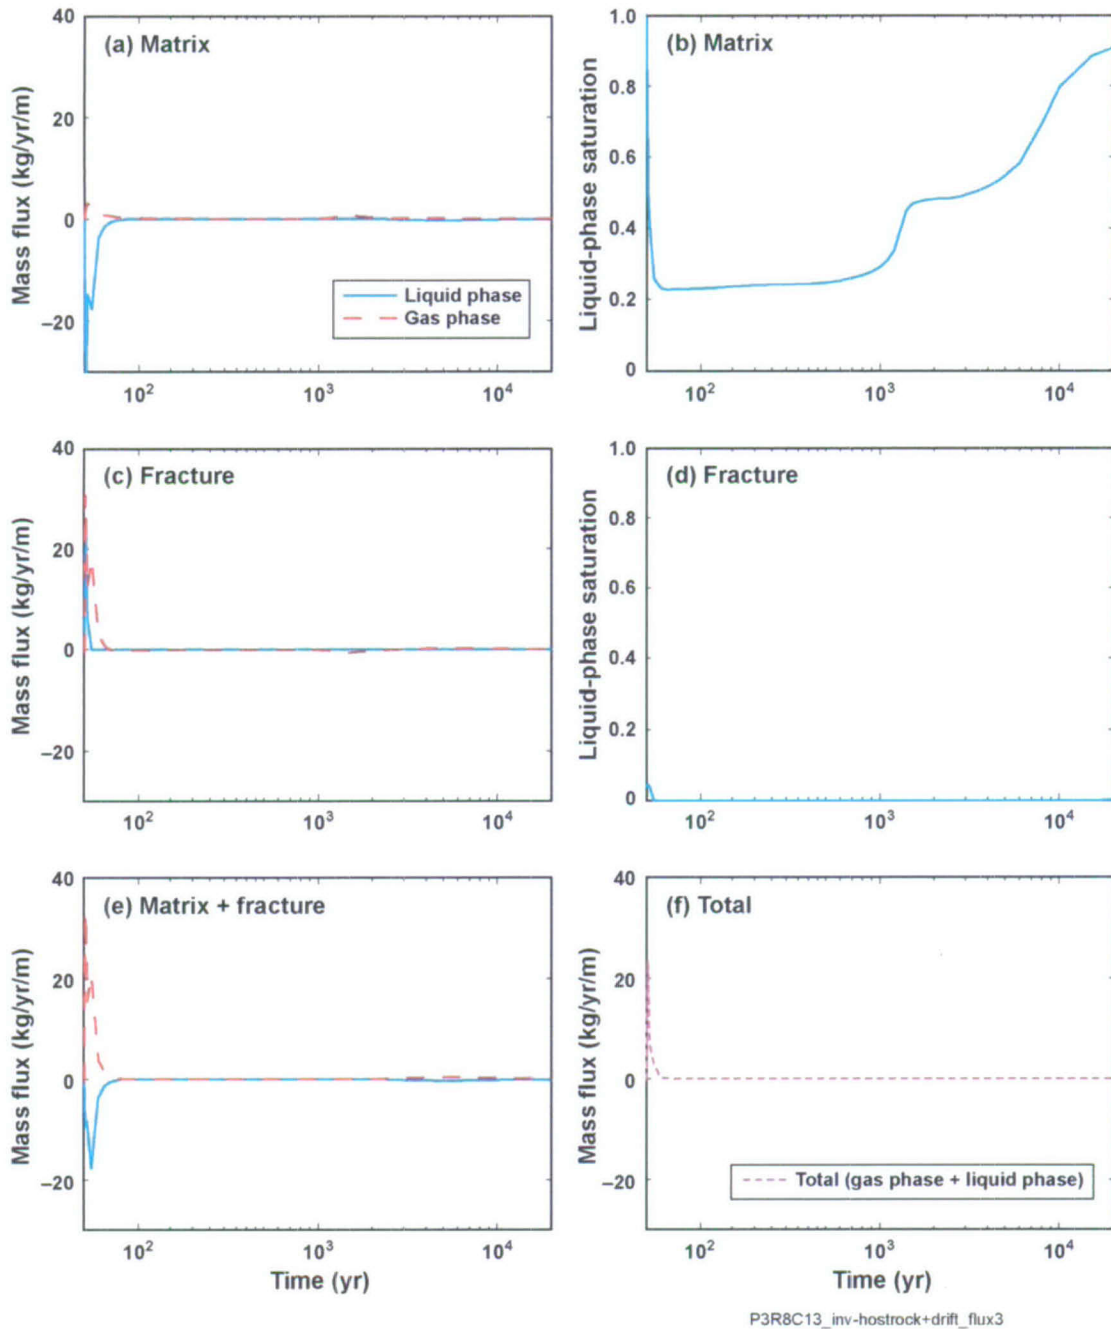 (a) Matrix
Mass flux (kg/yr/m)
40
20
0
–20
10²
10³
10⁴
Liquid phase
Gas phase
(b) Matrix
Liquid-phase saturation
1.0
0.8
0.6
0.4
0.2
0
10²
10³
10⁴
(c) Fracture
Mass flux (kg/yr/m)
40
20
0
–20
10²
10³
10⁴
(d) Fracture
Liquid-phase saturation
1.0
0.8
0.6
0.4
0.2
0
10²
10³
10⁴
(e) Matrix + fracture
Mass flux (kg/yr/m)
40
20
0
–20
10²
10³
10⁴
Time (yr)
(f) Total
Mass flux (kg/yr/m)
40
20
0
–20
Total (gas phase + liquid phase)
10²
10³
10⁴
Time (yr)
P3R8C13_inv-hostrock+drift_flux3